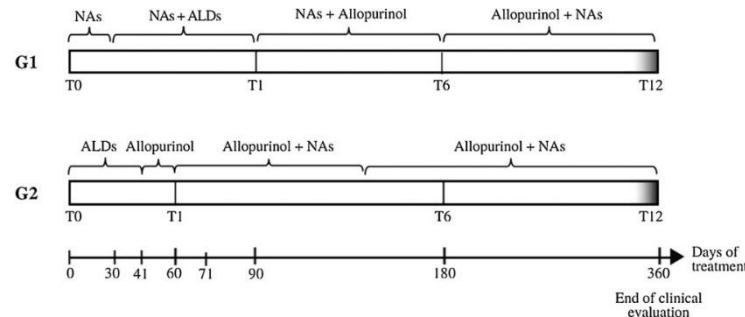 NAs NAs + ALDs NAs + Allopurinol Allopurinol + NAs
G1
T0 T1 T6 T12
ALDs Allopurinol Allopurinol + NAs Allopurinol + NAs
G2
T0 T1 T6 T12
0 30 41 60 71 90 180 360
Days of
treatment
End of clinical
evaluation